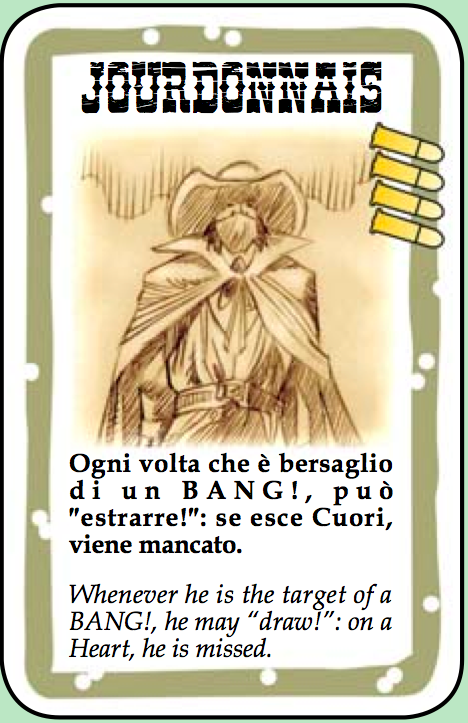 JOURDONNAIS
Ogni volta che è bersaglio
di un BANG!, può
"estrarre!": se esce Cuori,
viene mancato.
Whenever he is the target of a
BANG!, he may “draw!”: on a
Heart, he is missed.